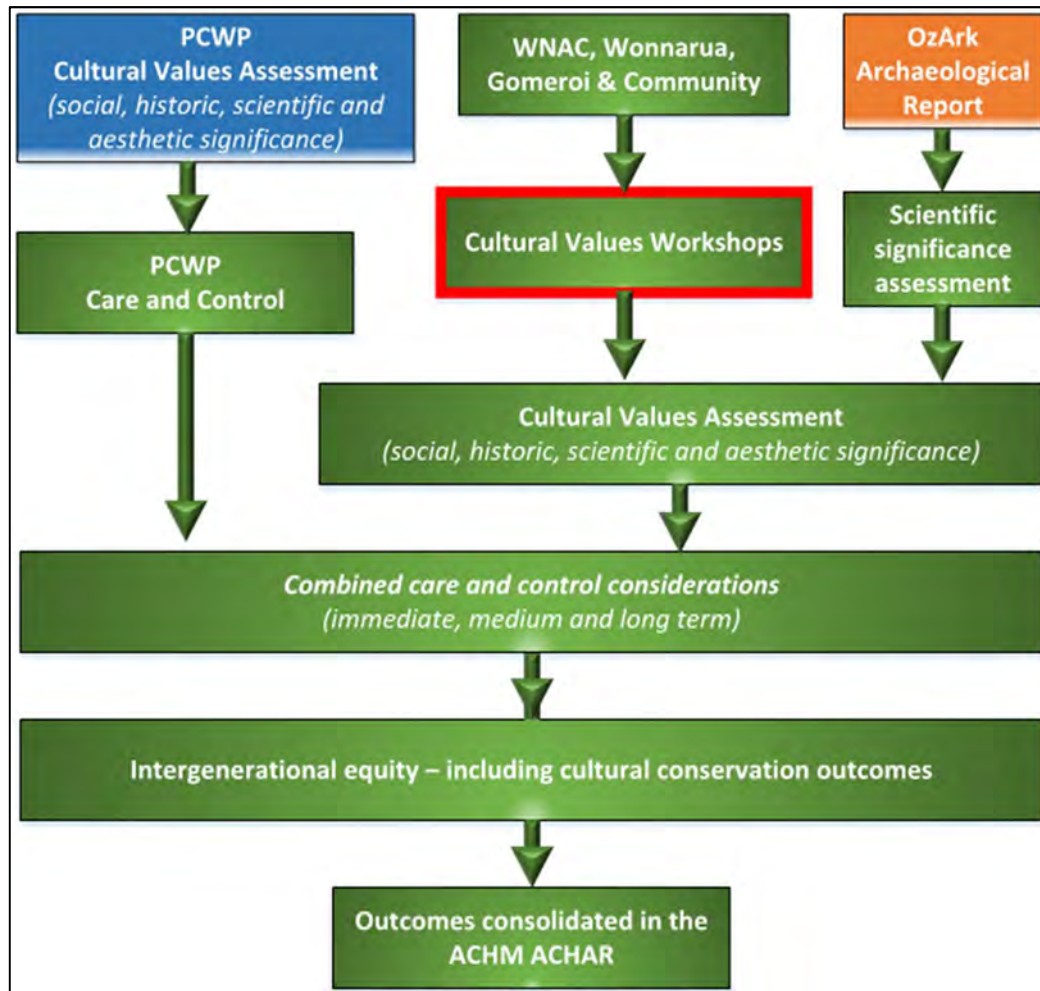 PCWP
Cultural Values Assessment
(social, historic, scientific and
aesthetic significance)
WNAC, Wonnarua,
Gomeroi & Community
OzArk
Archaeological
Report
PCWP
Care and Control
Cultural Values Workshops
Scientific
significance
assessment
Cultural Values Assessment
(social, historic, scientific and aesthetic significance)
Combined care and control considerations
(immediate, medium and long term)
Intergenerational equity – including cultural conservation outcomes
Outcomes consolidated in the
ACHM ACHAR